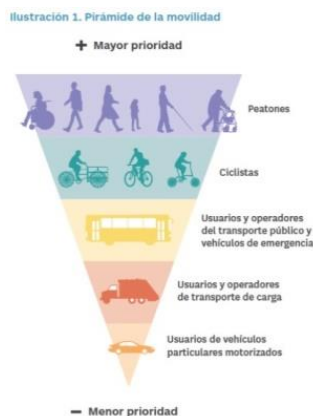 Ilustración 1. Pirámide de la movilidad
+ Mayor prioridad
Peatones
Ciclistas
Usuarios y operadores
del transporte público y
vehículos de emergencia
Usuarios y operadores
de transporte de carga
Usuarios de vehículos
particulares motorizados
− Menor prioridad